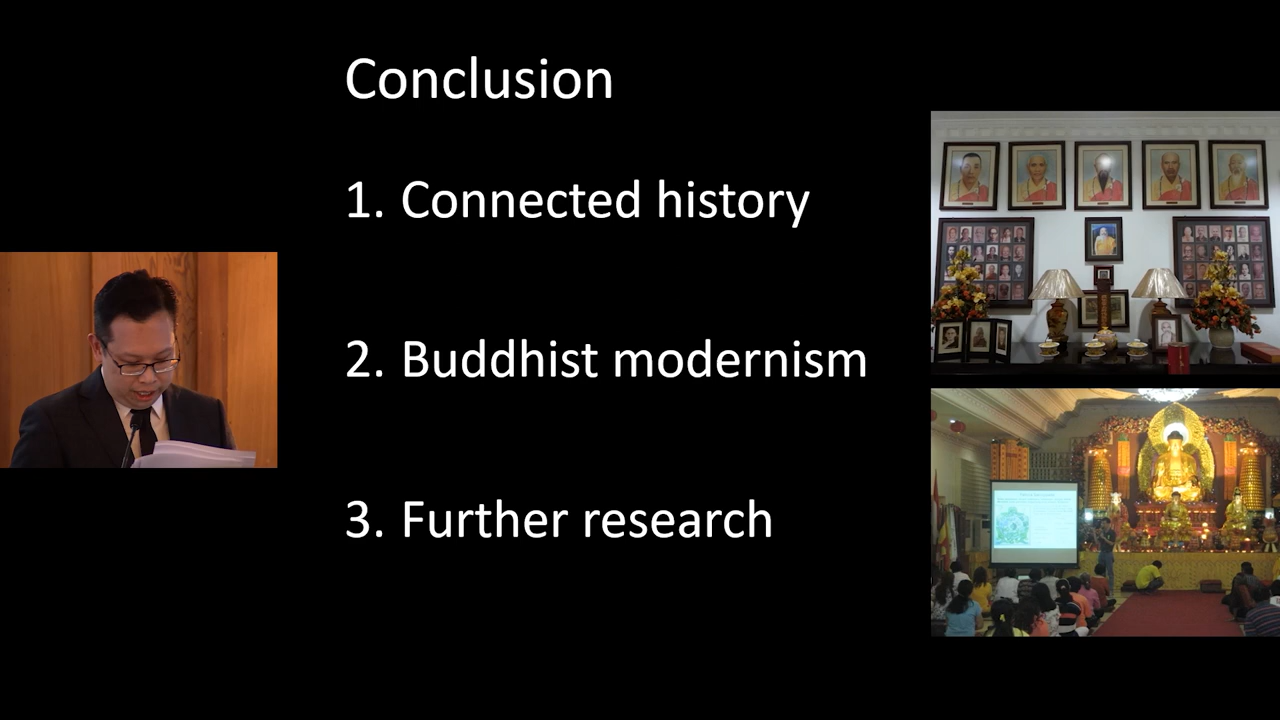 Conclusion
1. Connected history
2. Buddhist modernism
3. Further research